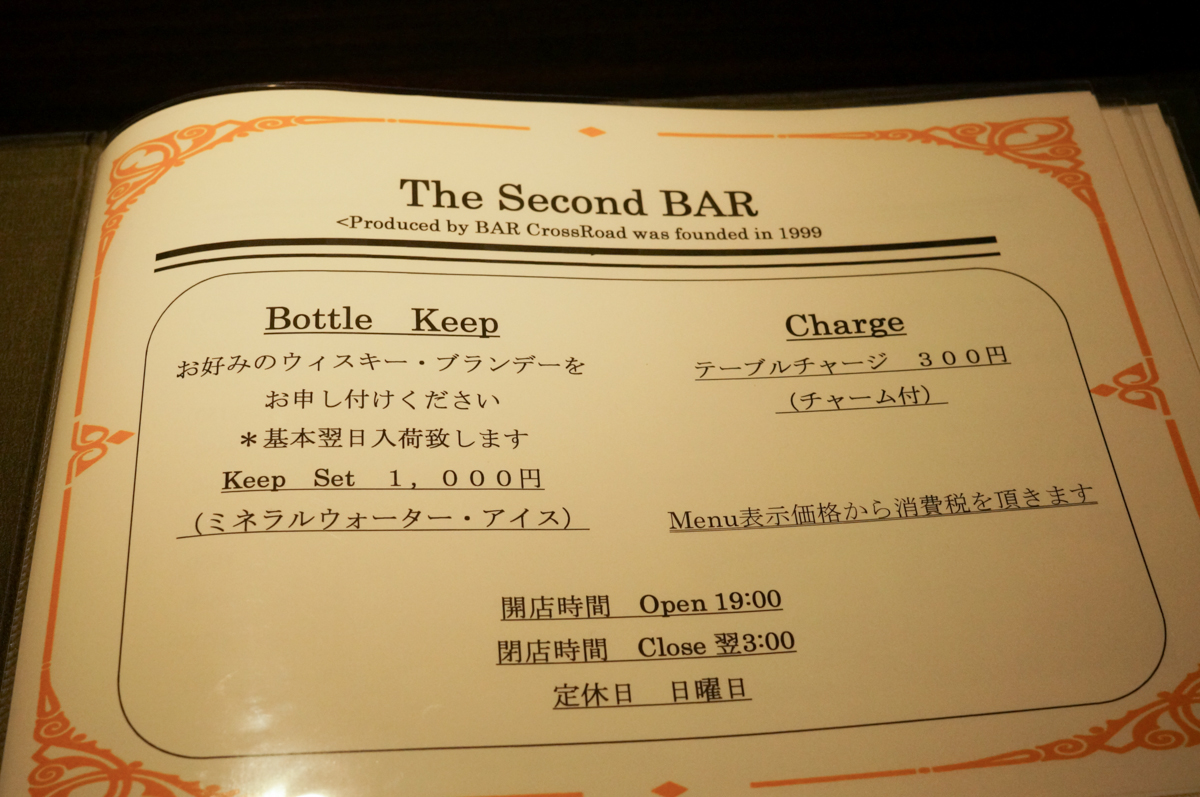 The Second BAR
<Produced by BAR CrossRoad was founded in 1999
Bottle　Keep
お好みのウィスキー・ブランデーを
お申し付けください
＊基本翌日入荷致します
Keep　Set　１，０００円
（ミネラルウォーター・アイス）
Charge
テーブルチャージ　３００円
（チャーム付）
Menu表示価格から消費税を頂きます
開店時間　Open 19:00
閉店時間　Close 翌3:00
定休日　日曜日